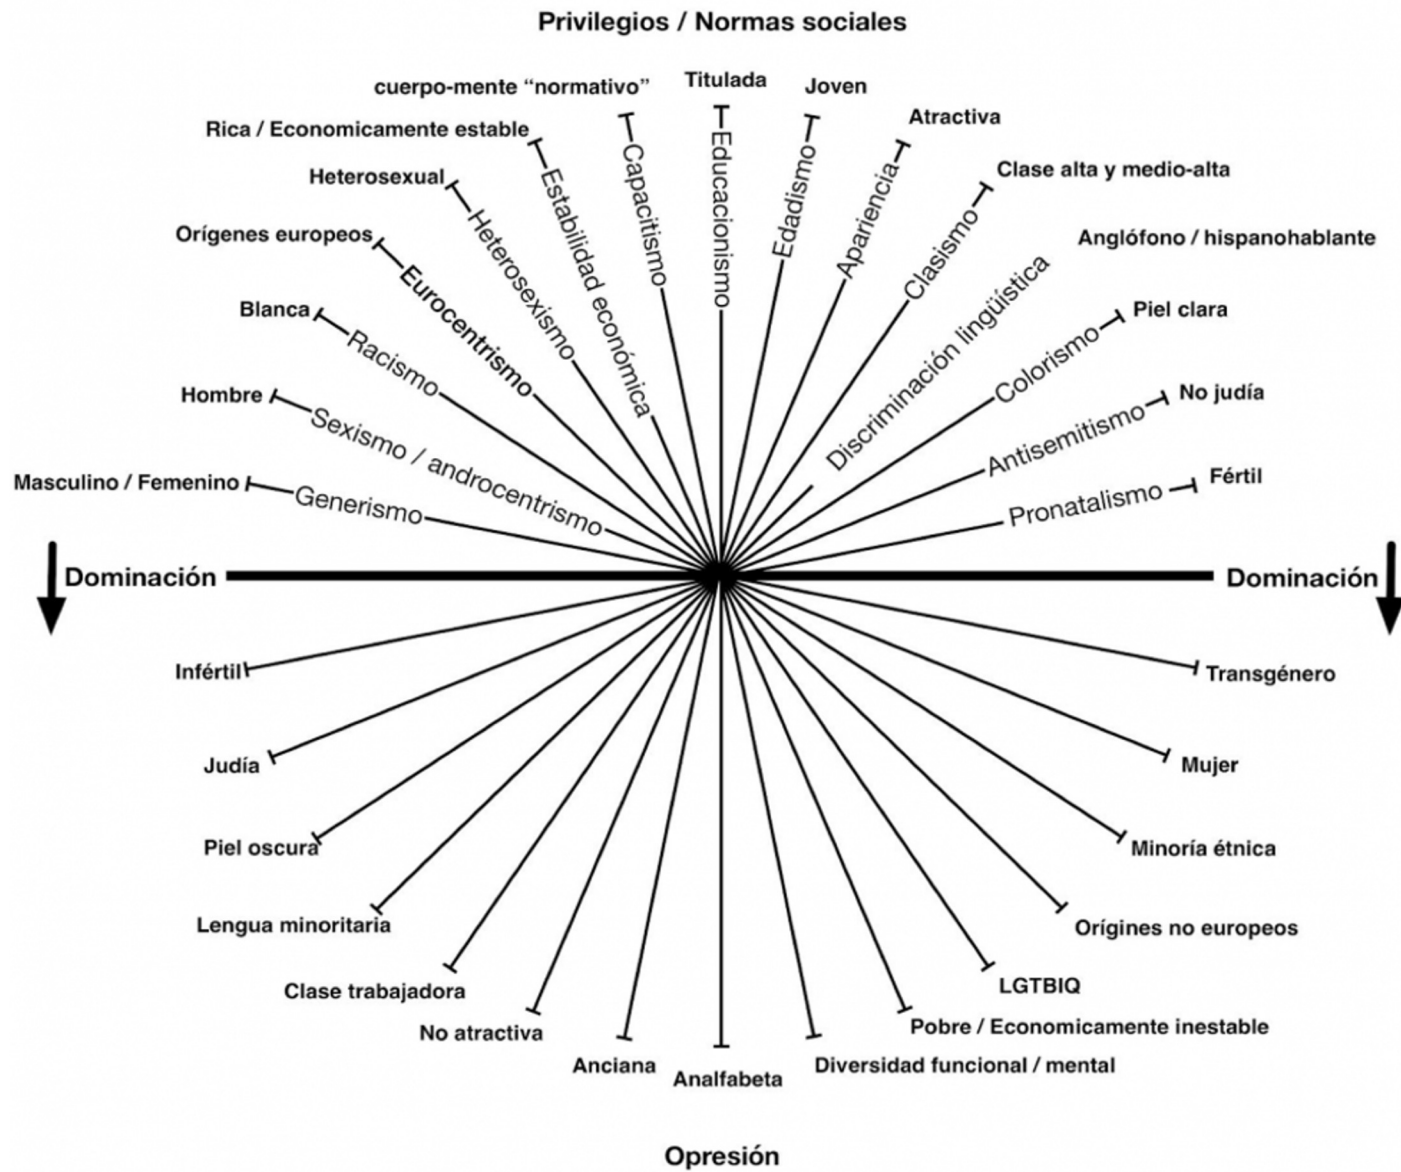 Privilegios / Normas sociales
Titulada
cuerpo-mente “normativo”
Joven
Atractiva
Rica / Economicamente estable
Clase alta y medio-alta
Heterosexual
Orígenes europeos
Anglófono / hispanohablante
Blanca
Piel clara
Hombre
No judía
Masculino / Femenino
Fértil
Generismo
Sexismo / androcentrismo
Racismo
Eurocentrismo
Heterosexismo
Estabilidad económica
Capacitismo
Educacionismo
Edadismo
Apariencia
Clasismo
Discriminación lingüística
Colorismo
Antisemitismo
Pronatalismo
Dominación
Dominación
Infértil
Transgénero
Judía
Mujer
Piel oscura
Minoría étnica
Lengua minoritaria
Orígines no europeos
Clase trabajadora
LGTBIQ
No atractiva
Pobre / Economicamente inestable
Anciana
Analfabeta
Diversidad funcional / mental
Opresión